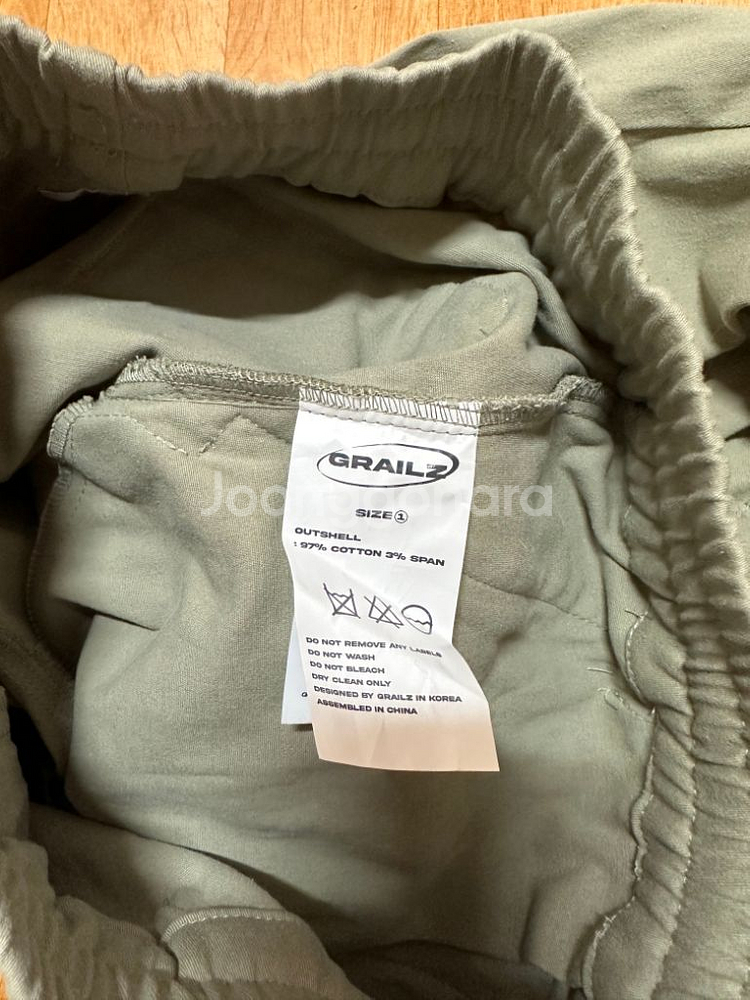 GRAILZ
Joonggonara
SIZE ①
OUTSHELL
: 97% COTTON 3% SPAN
DO NOT REMOVE ANY LABELS
DO NOT WASH
DO NOT BLEACH
DRY CLEAN ONLY
DESIGNED BY GRAILZ IN KOREA
ASSEMBLED IN CHINA